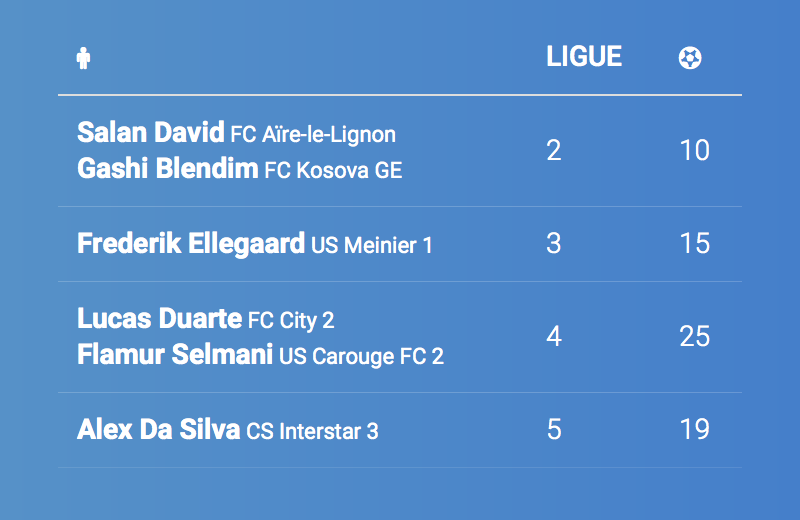 LIGUE
Salan David FC Aïre-le-Lignon
Gashi Blendim FC Kosova GE
2 10
Frederik Ellegaard US Meinier 1 3 15
Lucas Duarte FC City 2
Flamur Selmani US Carouge FC 2
4 25
Alex Da Silva CS Interstar 3 5 19